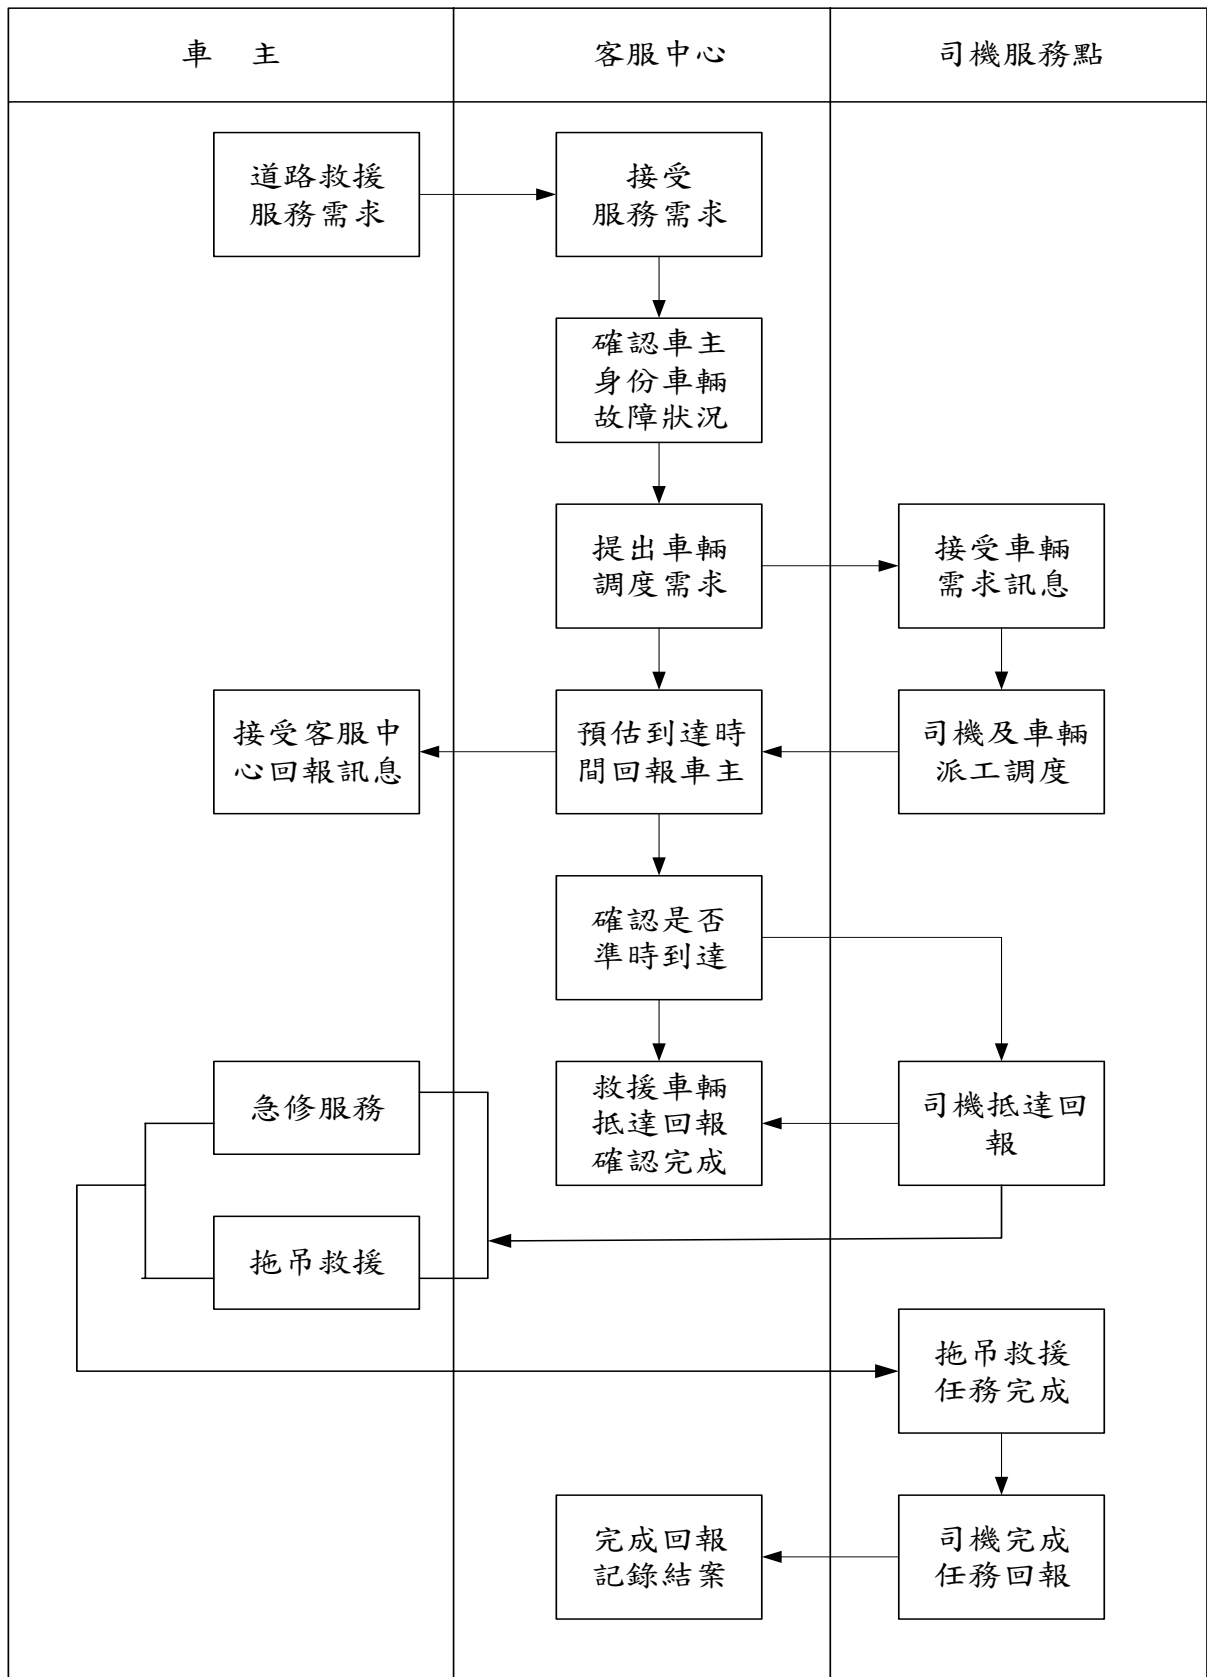 車 主
客服中心
司機服務點
道路救援
服務需求
接受
服務需求
確認車主
身份車輛
故障狀況
提出車輛
調度需求
接受車輛
需求訊息
接受客服中
心回報訊息
預估到達時
間回報車主
司機及車輛
派工調度
確認是否
準時到達
急修服務
救援車輛
抵達回報
確認完成
司機抵達回
報
拖吊救援
拖吊救援
任務完成
完成回報
記錄結案
司機完成
任務回報